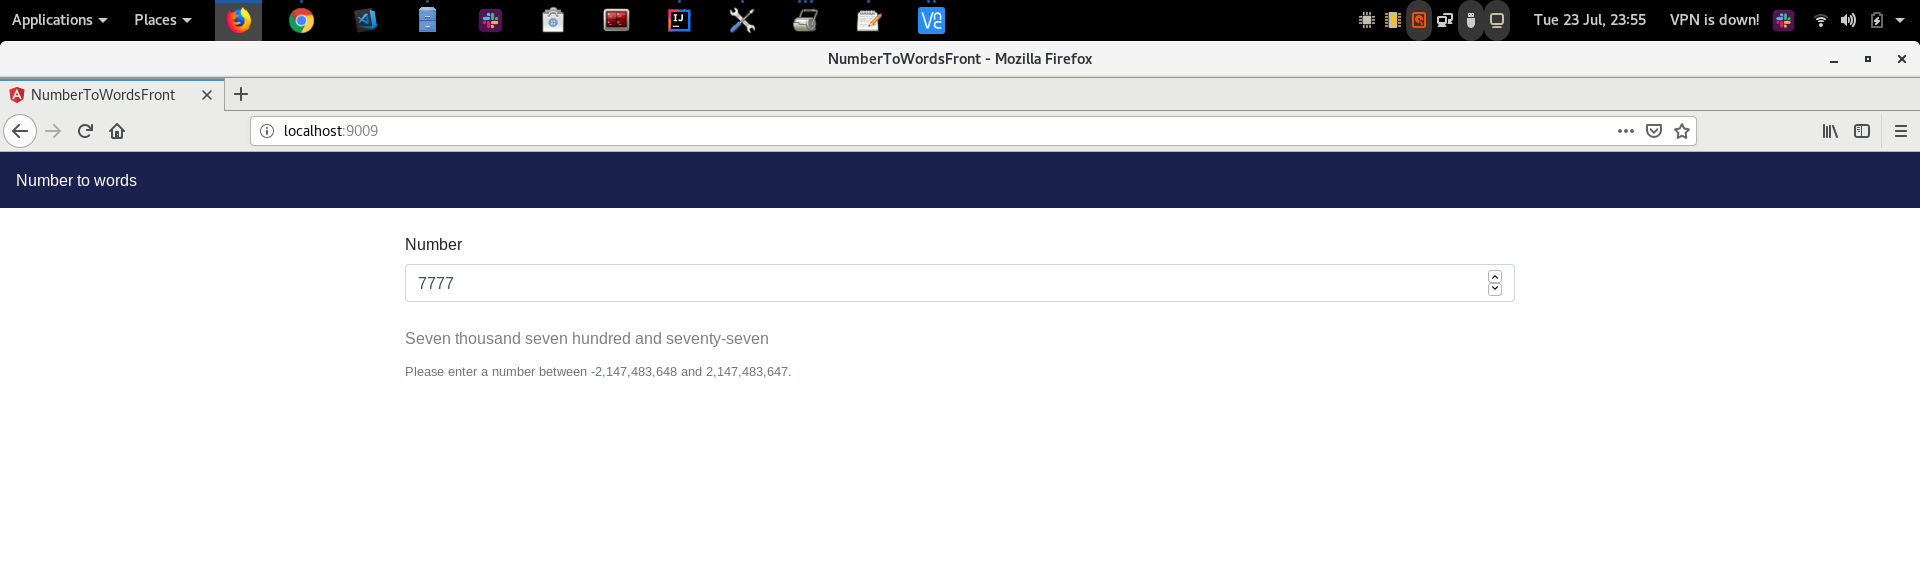 Applications Places Tue 23 Jul, 23:55 VPN is down!
NumberToWordsFront - Mozilla Firefox
NumberToWordsFront
localhost:9009
Number to words
Number
7777
Seven thousand seven hundred and seventy-seven
Please enter a number between -2,147,483,648 and 2,147,483,647.